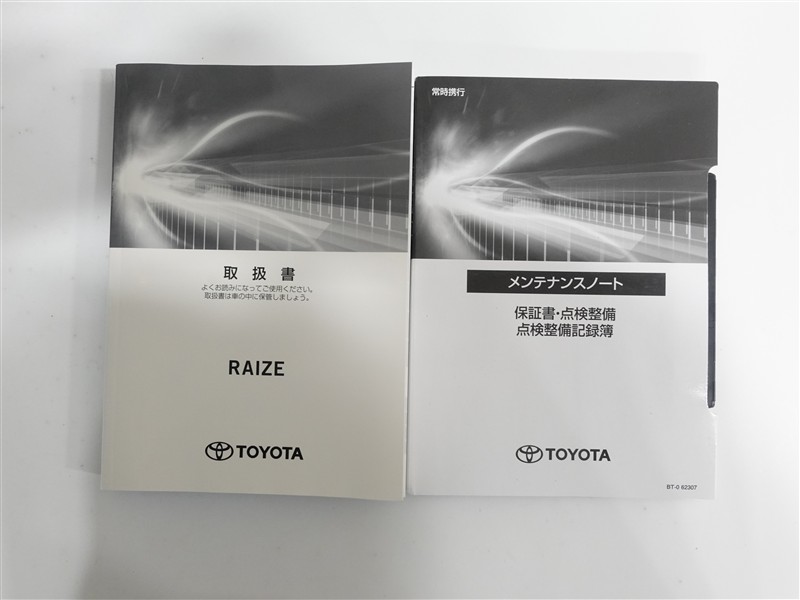 取扱書
よくお読みになってご使用ください。
取扱書は車の中に保管しましょう。
RAIZE
TOYOTA
常時携行
メンテナンスノート
保証書・点検整備
点検整備記録簿
TOYOTA
BT-0 62307